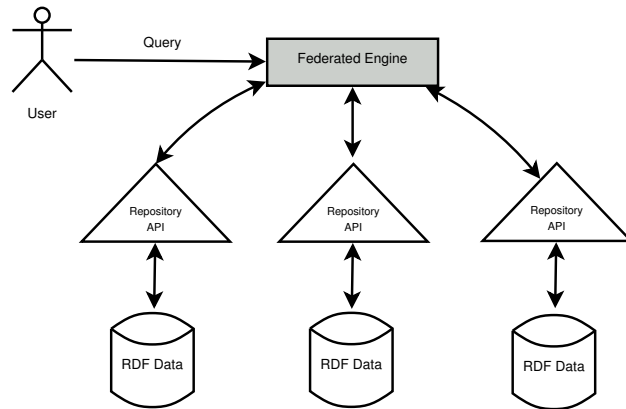 Query
Federated Engine
User
Repository
API
Repository
API
Repository
API
RDF Data
RDF Data
RDF Data